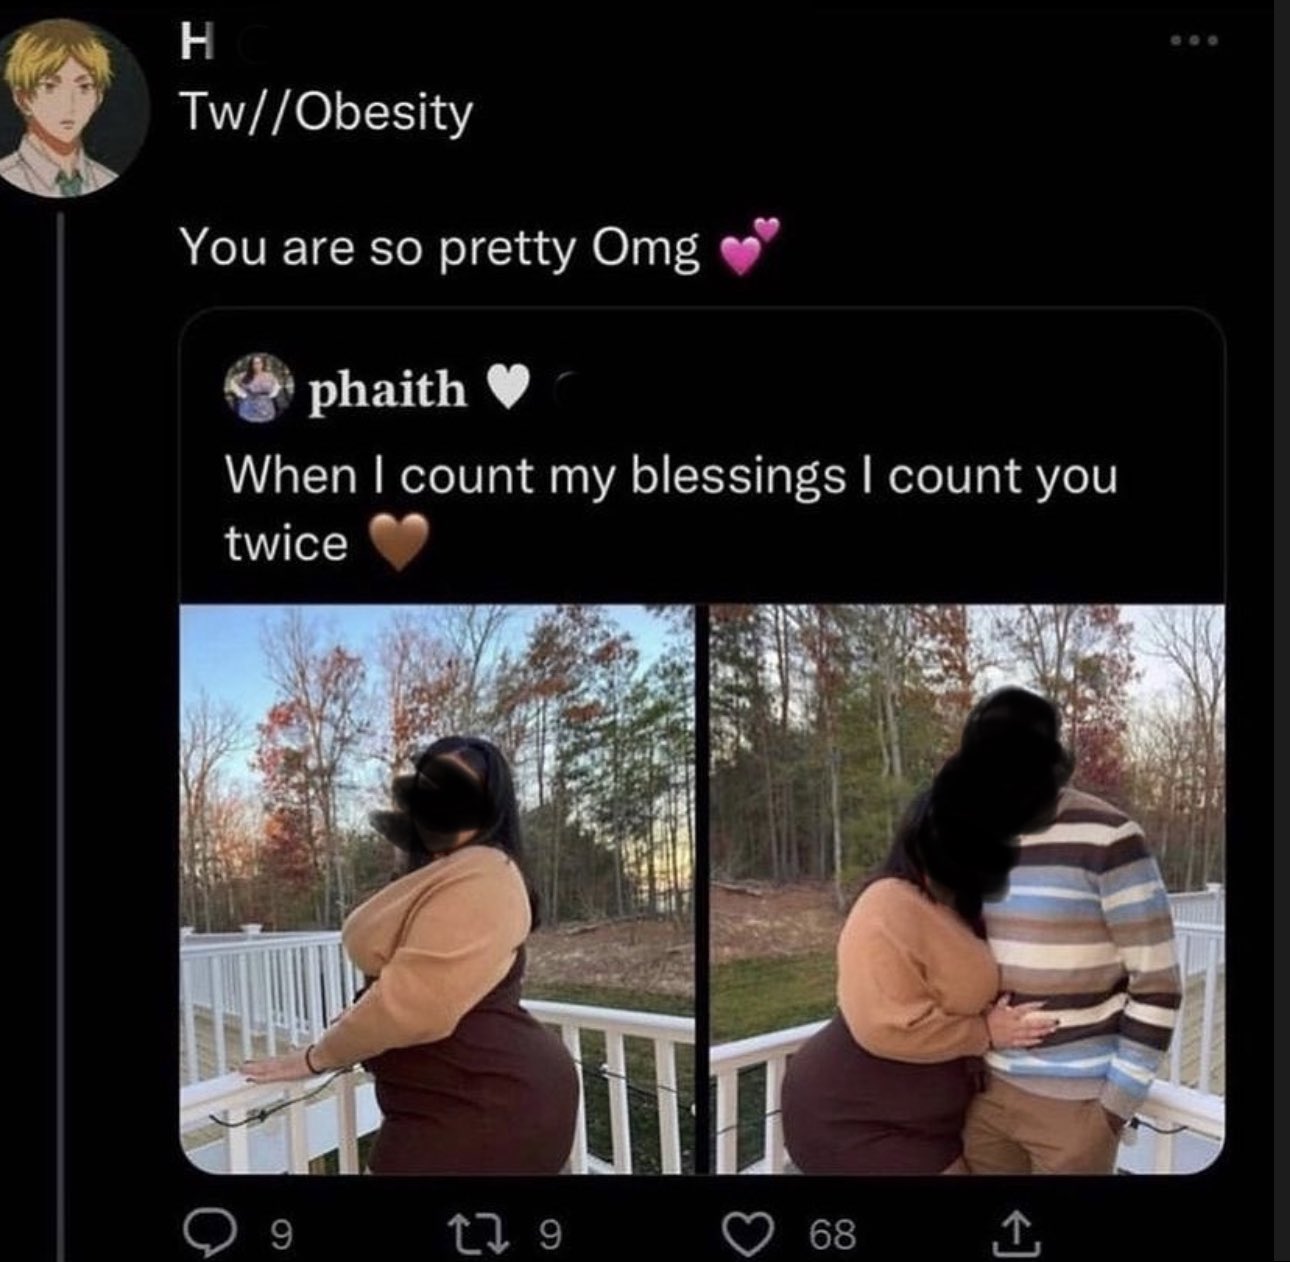 H
Tw//Obesity
You are so pretty Omg 💕
phaith 🤍
When I count my blessings I count you
twice 🤎
9 9 68